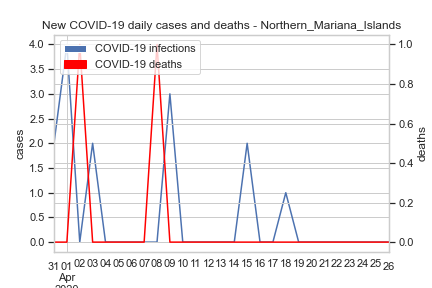 New COVID-19 daily cases and deaths - Northern_Mariana_Islands
COVID-19 infections
COVID-19 deaths
4.0
3.5
3.0
2.5
2.0
1.5
1.0
0.5
0.0
cases
1.0
0.8
0.6
0.4
0.2
0.0
deaths
31 01 02 03 04 05 06 07 08 09 10 11 12 13 14 15 16 17 18 19 20 21 22 23 24 25 26
Apr
2020